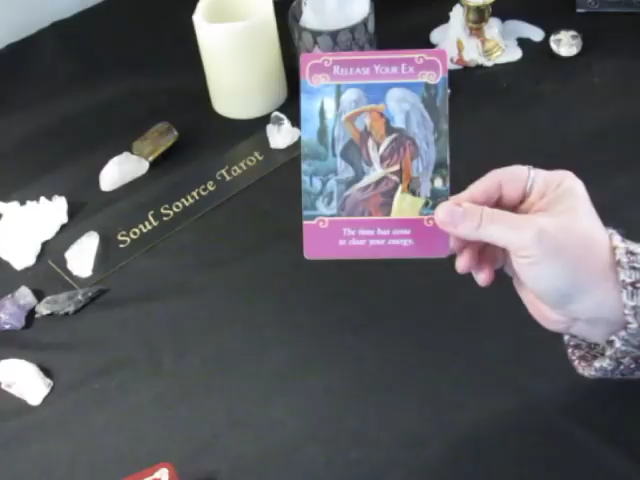 Release Your Ex
Soul Source Tarot
The time has come
to clear your energy.